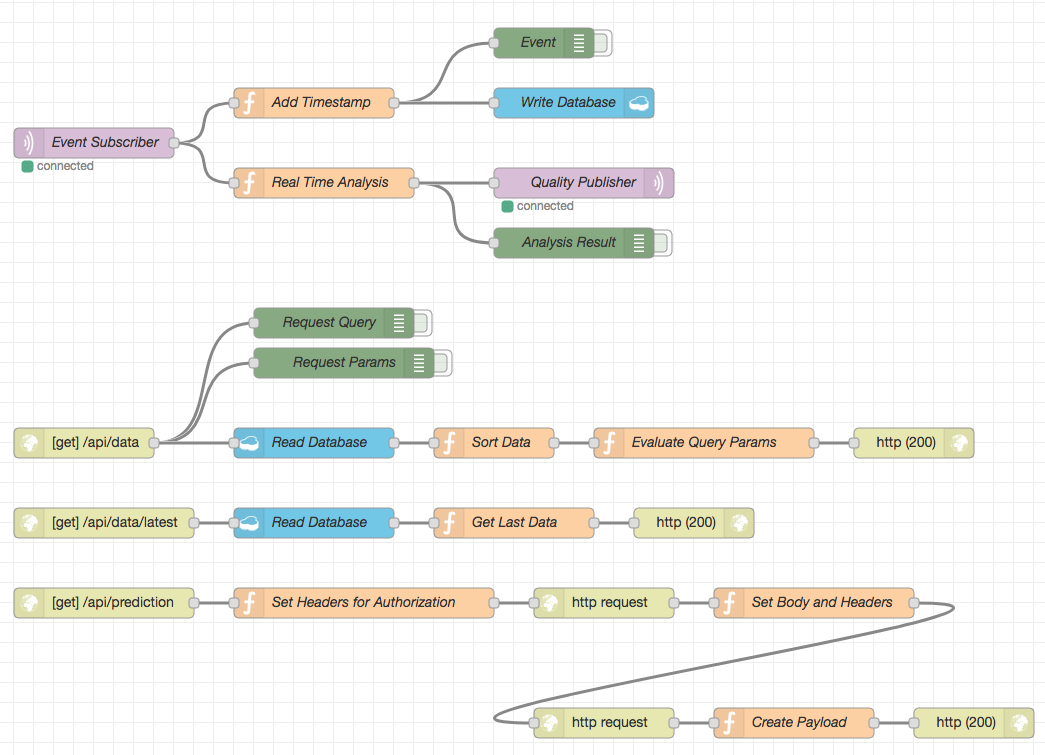 Event
Add Timestamp
Write Database
Event Subscriber
connected
Real Time Analysis
Quality Publisher
connected
Analysis Result
Request Query
Request Params
[get] /api/data
Read Database
Sort Data
Evaluate Query Params
http (200)
[get] /api/data/latest
Read Database
Get Last Data
http (200)
[get] /api/prediction
Set Headers for Authorization
http request
Set Body and Headers
http request
Create Payload
http (200)